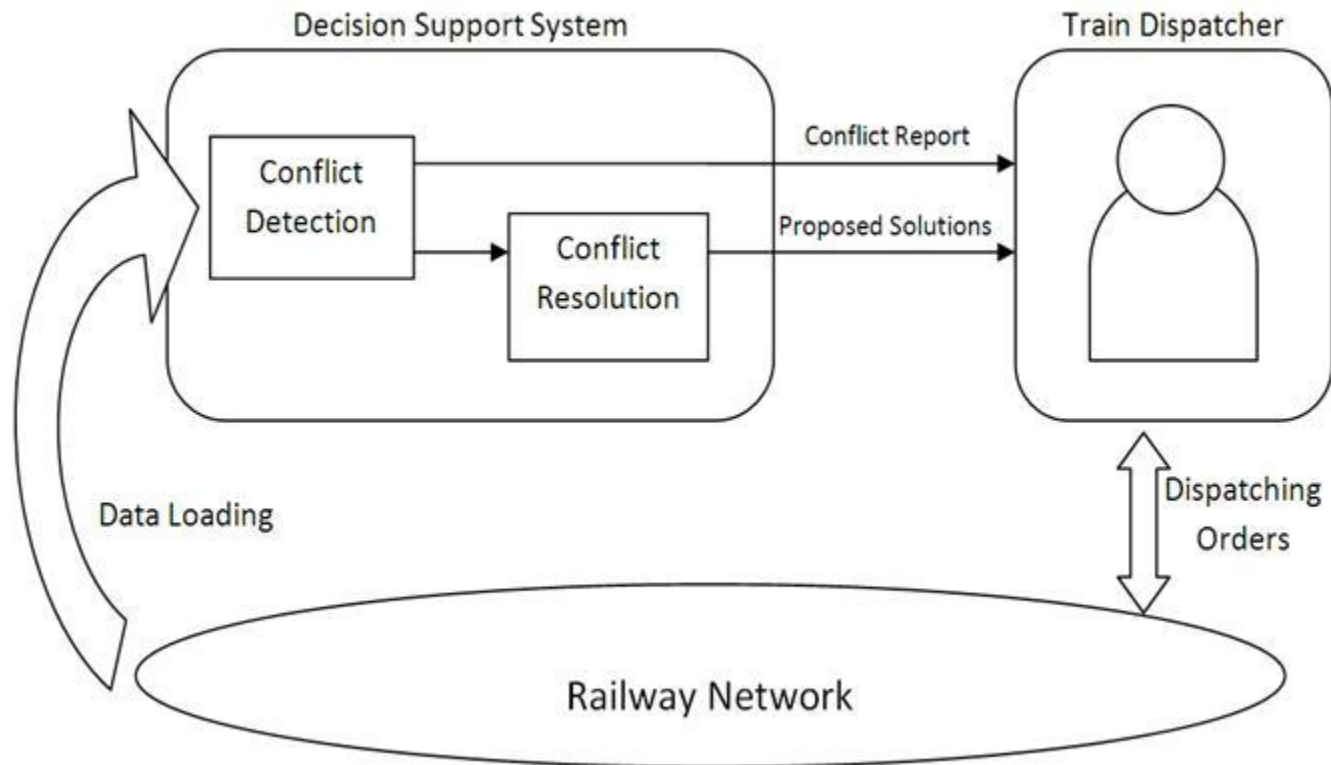 Decision Support System
Train Dispatcher
Conflict Report
Conflict
Detection
Proposed Solutions
Conflict
Resolution
Data Loading
Dispatching
Orders
Railway Network